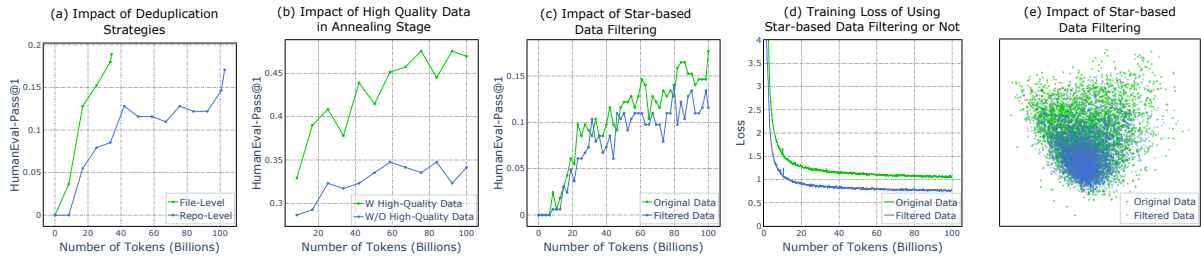 (a) Impact of Deduplication
Strategies
HumanEval-Pass@1
0.2
0.15
0.1
0.05
0
0 20 40 60 80 100
File-Level
Repo-Level
Number of Tokens (Billions)
(b) Impact of High Quality Data
in Annealing Stage
HumanEval-Pass@1
0.45
0.4
0.35
0.3
20 40 60 80 100
W High-Quality Data
W/O High-Quality Data
Number of Tokens (Billions)
(c) Impact of Star-based
Data Filtering
HumanEval-Pass@1
0.15
0.1
0.05
0
0 20 40 60 80 100
Original Data
Filtered Data
Number of Tokens (Billions)
(d) Training Loss of Using
Star-based Data Filtering or Not
Loss
4
3.5
3
2.5
2
1.5
1
0.5
0
0 20 40 60 80 100
Original Data
Filtered Data
Number of Tokens (Billions)
(e) Impact of Star-based
Data Filtering
Original Data
Filtered Data